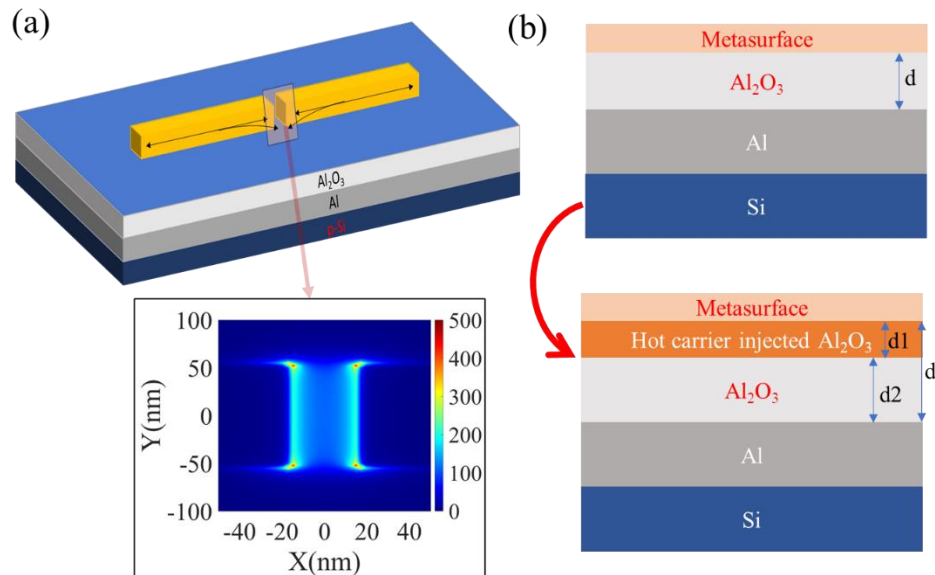 (a)
Al₂O₃
Al
p-Si
100
50
0
-50
-100
Y(nm)
-40
-20
0
20
40
X(nm)
500
400
300
200
100
0
(b)
Metasurface
Al₂O₃
d
Al
Si
Metasurface
Hot carrier injected Al₂O₃
d1
d
Al₂O₃
d2
Al
Si